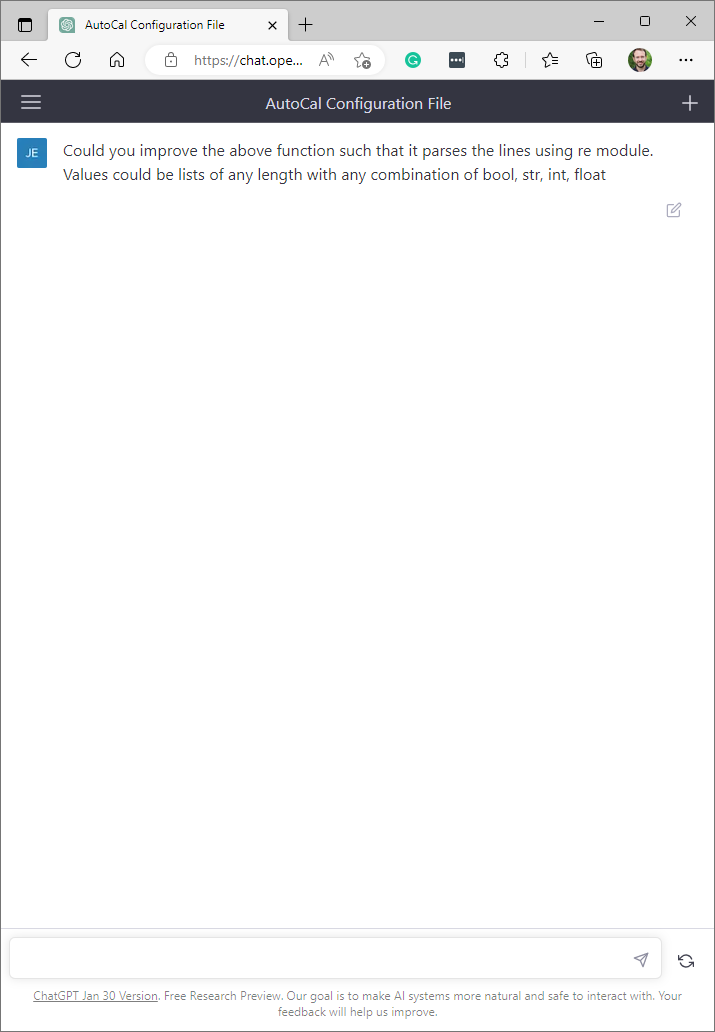 AutoCal Configuration File
https://chat.ope...
AutoCal Configuration File
JE
Could you improve the above function such that it parses the lines using re module.
Values could be lists of any length with any combination of bool, str, int, float
ChatGPT Jan 30 Version. Free Research Preview. Our goal is to make AI systems more natural and safe to interact with. Your
feedback will help us improve.